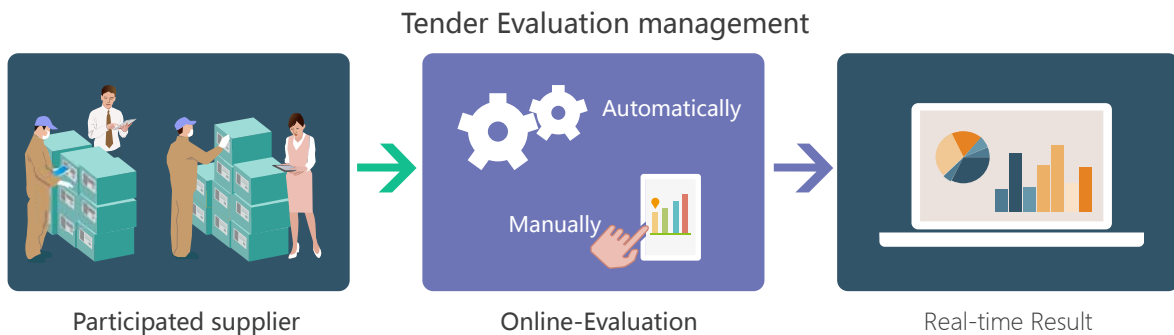 Tender Evaluation management
Automatically
Manually
Participated supplier
Online-Evaluation
Real-time Result